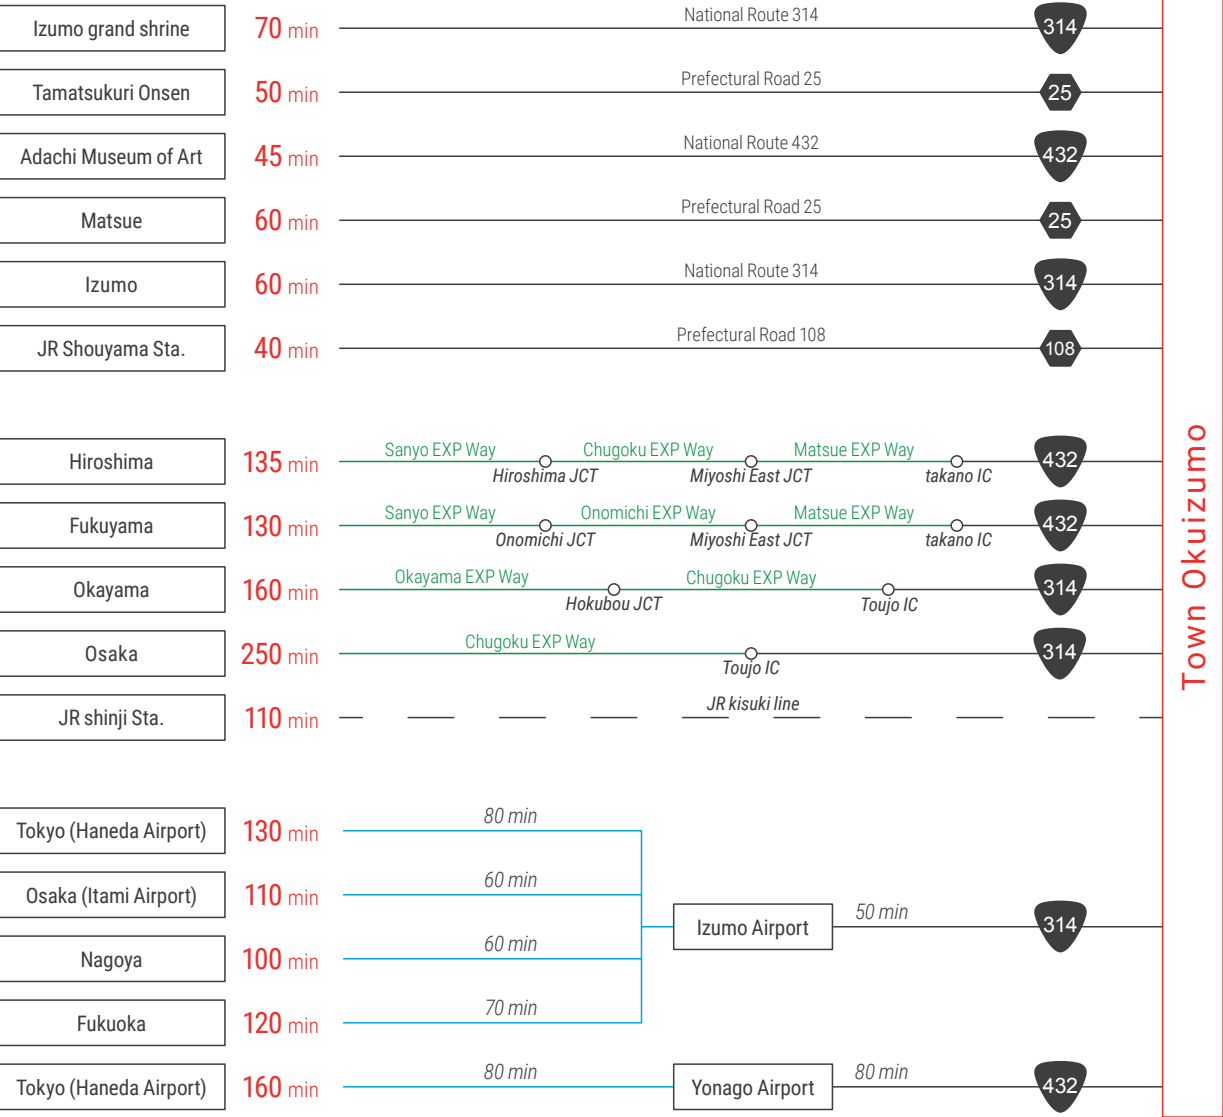 Izumo grand shrine 70 min National Route 314 314
Tamatsukuri Onsen 50 min Prefectural Road 25 25
Adachi Museum of Art 45 min National Route 432 432
Matsue 60 min Prefectural Road 25 25
Izumo 60 min National Route 314 314
JR Shouyama Sta. 40 min Prefectural Road 108 108
Hiroshima 135 min Sanyo EXP Way Chugoku EXP Way Matsue EXP Way 432
Hiroshima JCT Miyoshi East JCT takano IC
Fukuyama 130 min Sanyo EXP Way Onomichi EXP Way Matsue EXP Way 432
Onomichi JCT Miyoshi East JCT takano IC
Okayama 160 min Okayama EXP Way Chugoku EXP Way 314
Hokubou JCT Toujo IC
Osaka 250 min Chugoku EXP Way 314
Toujo IC
JR shinji Sta. 110 min JR kisuki line
Tokyo (Haneda Airport) 130 min 80 min
Osaka (Itami Airport) 110 min 60 min
Izumo Airport 50 min 314
Nagoya 100 min 60 min
Fukuoka 120 min 70 min
Tokyo (Haneda Airport) 160 min 80 min Yonago Airport 80 min 432
Town Okuizumo